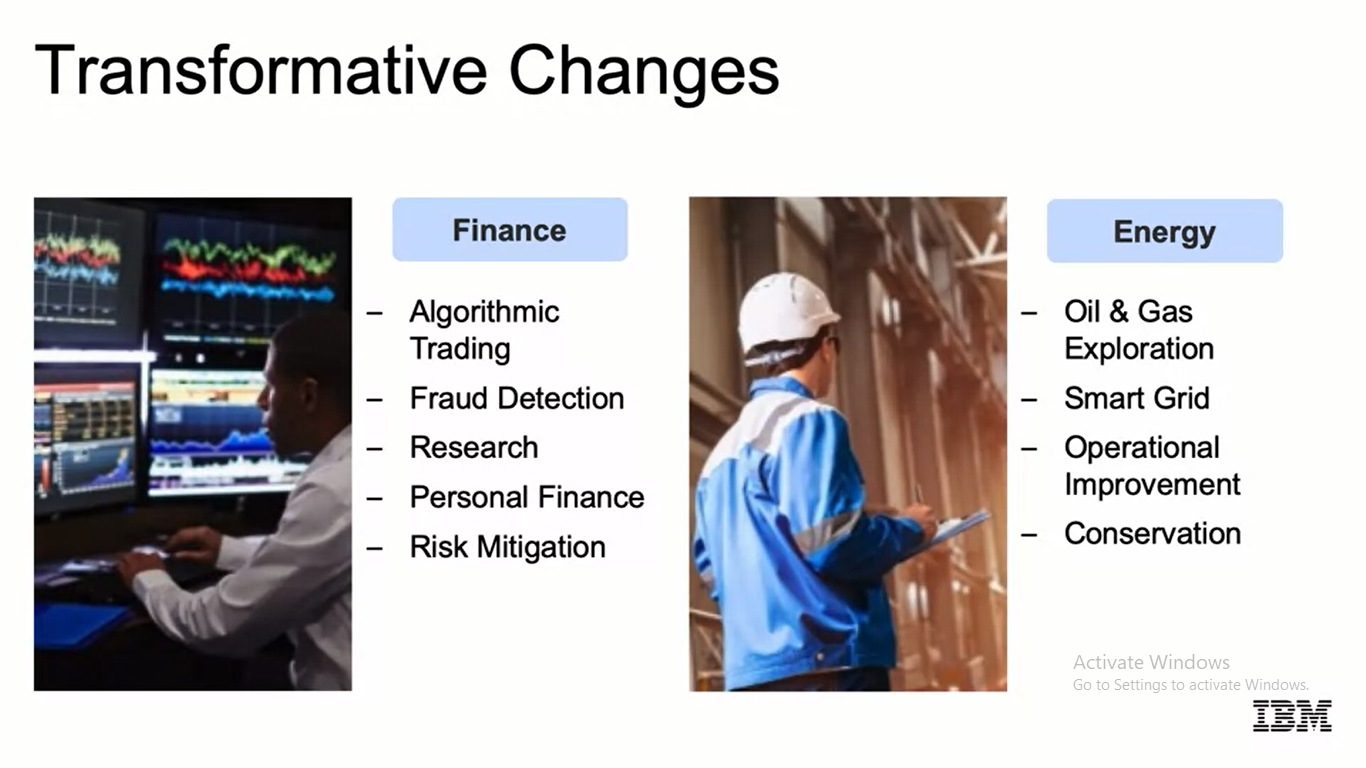 Transformative Changes
Finance
– Algorithmic
Trading
– Fraud Detection
– Research
– Personal Finance
– Risk Mitigation
Energy
– Oil & Gas
Exploration
– Smart Grid
– Operational
Improvement
– Conservation
Activate Windows
Go to Settings to activate Windows.
IBM